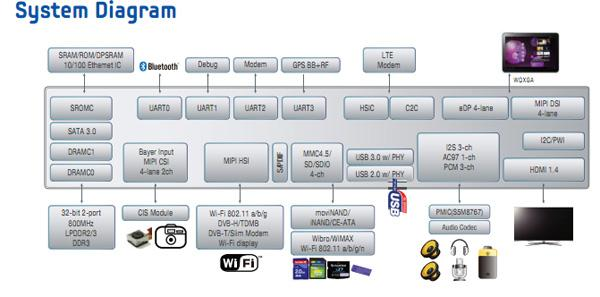 System Diagram
SRAM/ROM/DPSRAM
10/100 Ethernet IC
Bluetooth
Debug
Modem
GPS BB+RF
LTE
Modem
WQXGA
SROMC
UART0
UART1
UART2
UART3
HSIC
C2C
eDP 4-lane
MIPI DSI
4-lane
SATA 3.0
DRAMC1
DRAMC0
Bayer Input
MIPI CSI
4-lane 2ch
MIPI HSI
S/PDIF
MMC4.5/
SD/SDIO
4-ch
USB 3.0 w/ PHY
USB 2.0 w/ PHY
I2S 3-ch
AC97 1-ch
PCM 3-ch
I2C/PWI
HDMI 1.4
USB
32-bit 2-port
800MHz
LPDDR2/3
DDR3
CIS Module
Wi-Fi 802.11 a/b/g
DVB-H/TDMB
DVB-T/Slim Modem
Wi-Fi display
WiFi
moviNAND/
iNAND/CE-ATA
Wibro/WiMAX
Wi-Fi 802.11 a/b/g/n
PMIC(S5M8767)
Audio Codec